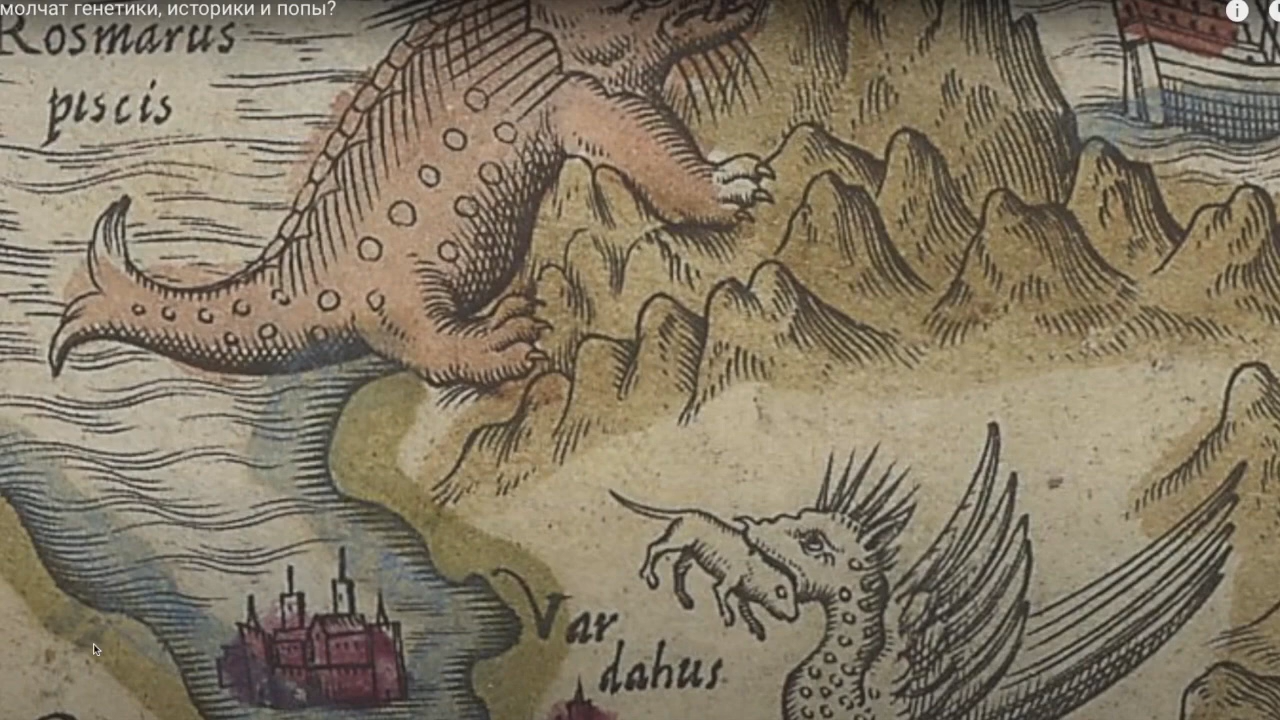 молчат генетики, историки и попы?
Rosmarus
piscis
Var
dahus